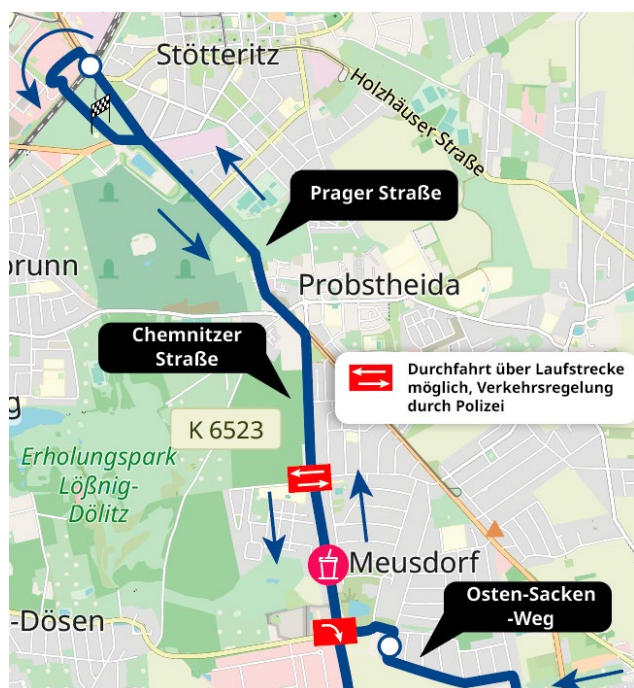 Stötteritz
Holzhäuser Straße
Prager Straße
orunn
Probstheida
Chemnitzer
Straße
Durchfahrt über Laufstrecke
möglich, Verkehrsregelung
durch Polizei
g
K 6523
Erholungspark
Lößnig-
Dölitz
Meusdorf
Osten-Sacken
-Weg
-Dösen